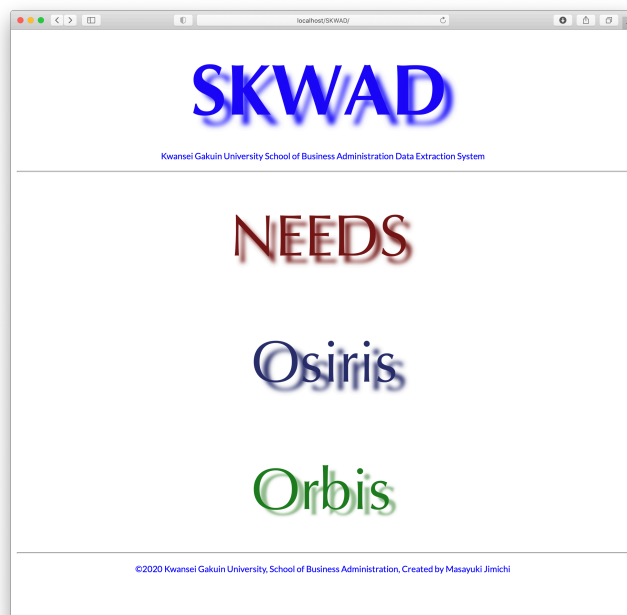 localhost/SKWAD/
SKWAD
Kwansei Gakuin University School of Business Administration Data Extraction System
NEEDS
Osiris
Orbis
©2020 Kwansei Gakuin University, School of Business Administration, Created by Masayuki Jimichi